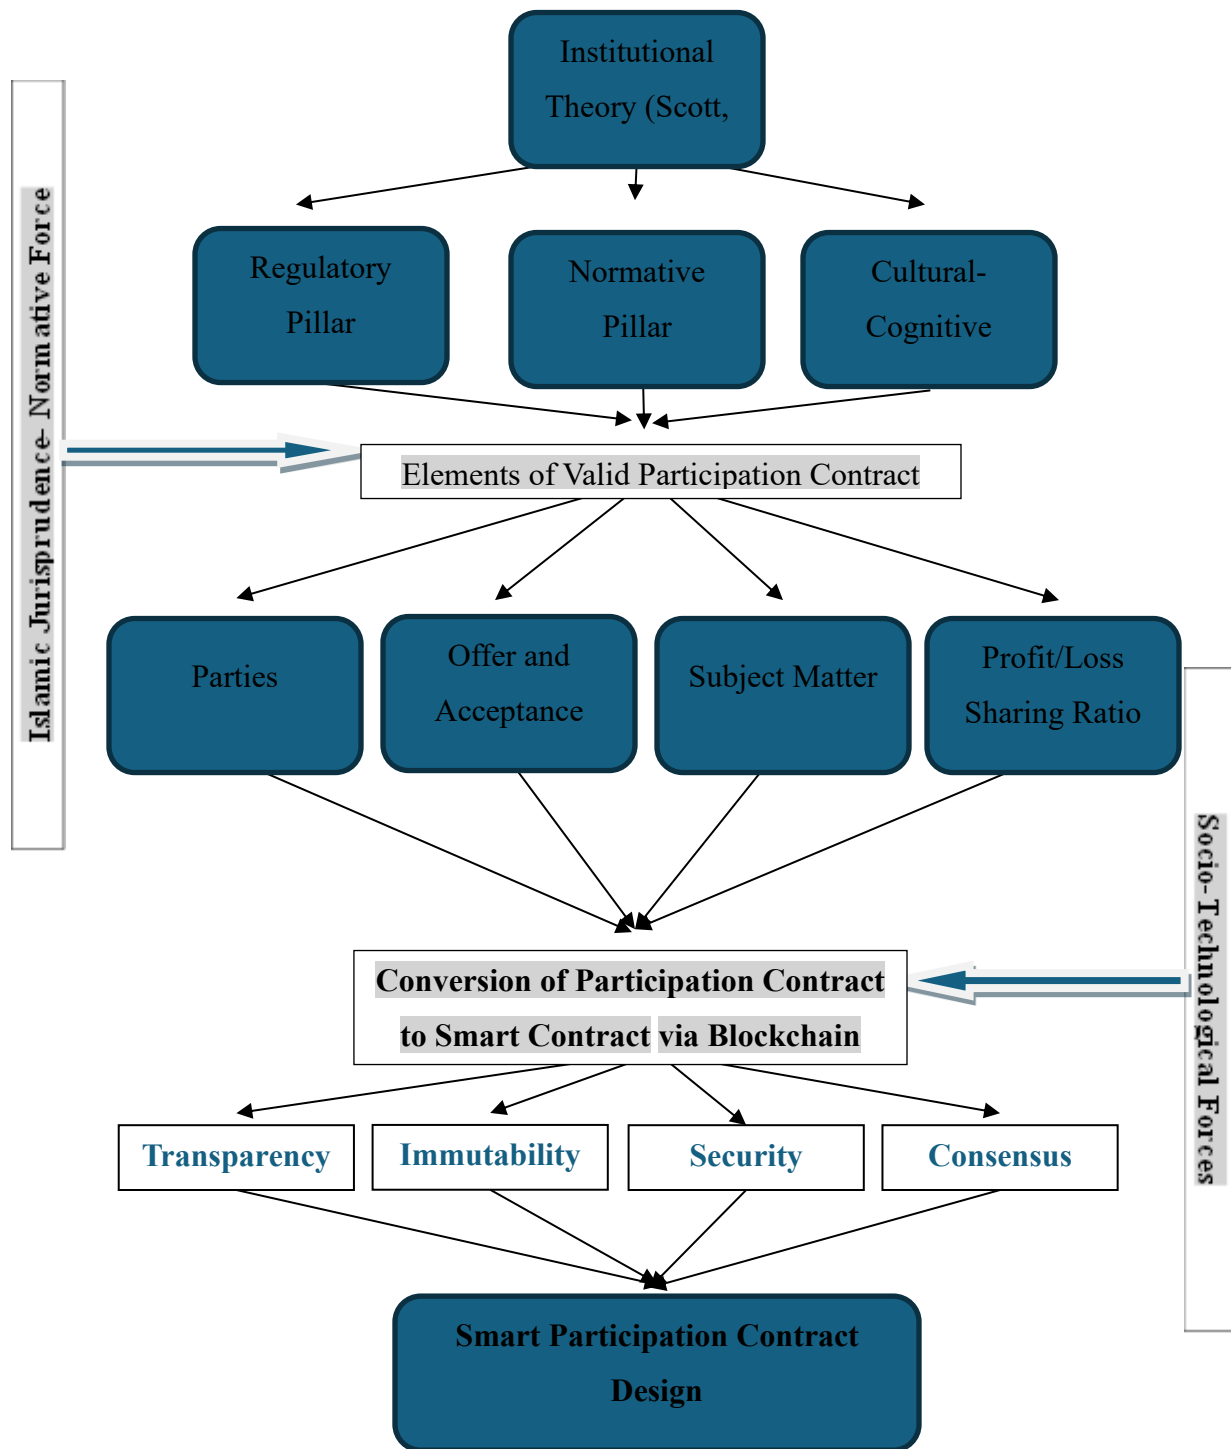 Institutional
Theory (Scott,
Islamic Jurisprudence- Normative Force
Regulatory
Pillar
Normative
Pillar
Cultural-
Cognitive
Elements of Valid Participation Contract
Parties
Offer and
Acceptance
Subject Matter
Profit/Loss
Sharing Ratio
Socio-Technological Forces
Conversion of Participation Contract
to Smart Contract via Blockchain
Transparency
Immutability
Security
Consensus
Smart Participation Contract
Design